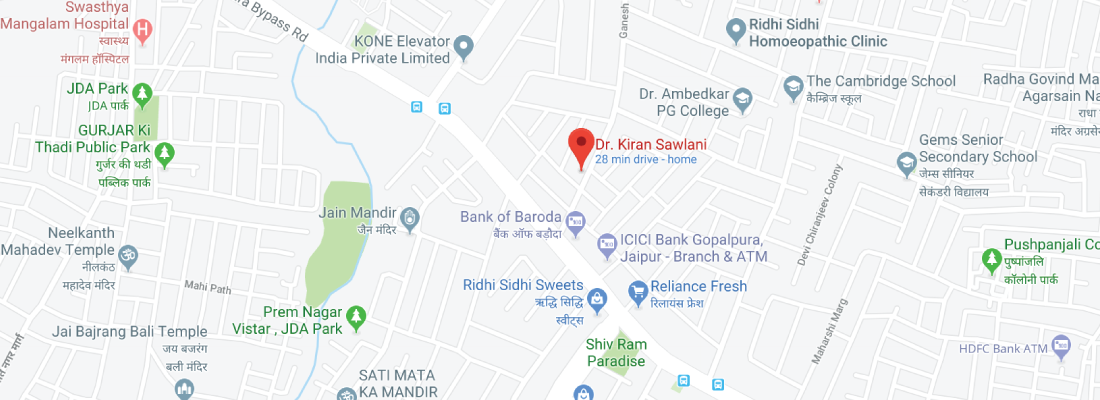 Swasthya
Mangalam Hospital
स्वास्थ्य
मंगलम हॉस्पिटल
Bypass Rd
Ganesh
KONE Elevator
India Private Limited
Ridhi Sidhi
Homoeopathic Clinic
JDA Park
JDA पार्क
The Cambridge School
कैम्ब्रिज स्कूल
Dr. Ambedkar
PG College
Radha Govind
Agarsain
राधा
मंदिर
GURJAR Ki
Thadi Public Park
गुर्जर की थडी
पब्लिक पार्क
Dr. Kiran Sawlani
28 min drive - home
Gems Senior
Secondary School
जेम्स सीनियर
सेकंडरी विद्यालय
Jain Mandir
जैन मंदिर
Bank of Baroda
बैंक ऑफ बड़ौदा
ICICI Bank Gopalpura,
Jaipur - Branch & ATM
Devi Chiranjeev Colony
Neelkanth
Mahadev Temple
नीलकंठ
महादेव मंदिर
Mahi Path
Pushpanjali
पुष्पांजलि
कॉलोनी पार्क
Ridhi Sidhi Sweets
ऋद्धि सिद्धि
स्वीट्स
Reliance Fresh
रिलायंस फ्रेश
Prem Nagar
Vistar , JDA Park
Maharshi Marg
Jai Bajrang Bali Temple
जय बजरंग
बली मंदिर
Shiv Ram
Paradise
HDFC Bank ATM
नगर मार्ग
SATI MATA
KA MANDIR